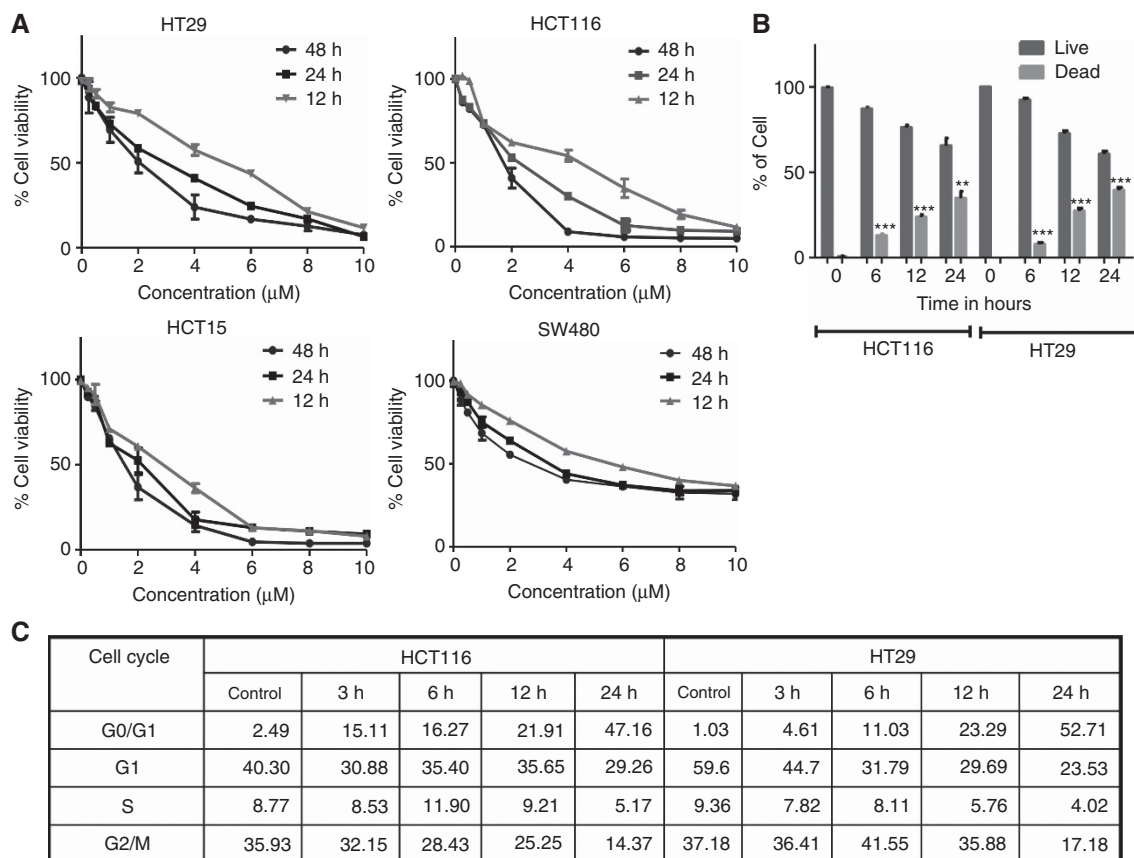 A
HT29
48 h
24 h
12 h
% Cell viability
100
50
0
0 2 4 6 8 10
Concentration (μM)
HCT116
48 h
24 h
12 h
% Cell viability
100
50
0
0 2 4 6 8 10
Concentration (μM)
B
Live
Dead
% of Cell
100
50
0
*** *** ** *** *** ***
0 6 12 24 0 6 12 24
Time in hours
HCT116 HT29
HCT15
48 h
24 h
12 h
% Cell viability
100
50
0
0 2 4 6 8 10
Concentration (μM)
SW480
48 h
24 h
12 h
% Cell viability
100
50
0
0 2 4 6 8 10
Concentration (μM)
C
Cell cycle HCT116 HT29
Control 3 h 6 h 12 h 24 h Control 3 h 6 h 12 h 24 h
G0/G1 2.49 15.11 16.27 21.91 47.16 1.03 4.61 11.03 23.29 52.71
G1 40.30 30.88 35.40 35.65 29.26 59.6 44.7 31.79 29.69 23.53
S 8.77 8.53 11.90 9.21 5.17 9.36 7.82 8.11 5.76 4.02
G2/M 35.93 32.15 28.43 25.25 14.37 37.18 36.41 41.55 35.88 17.18